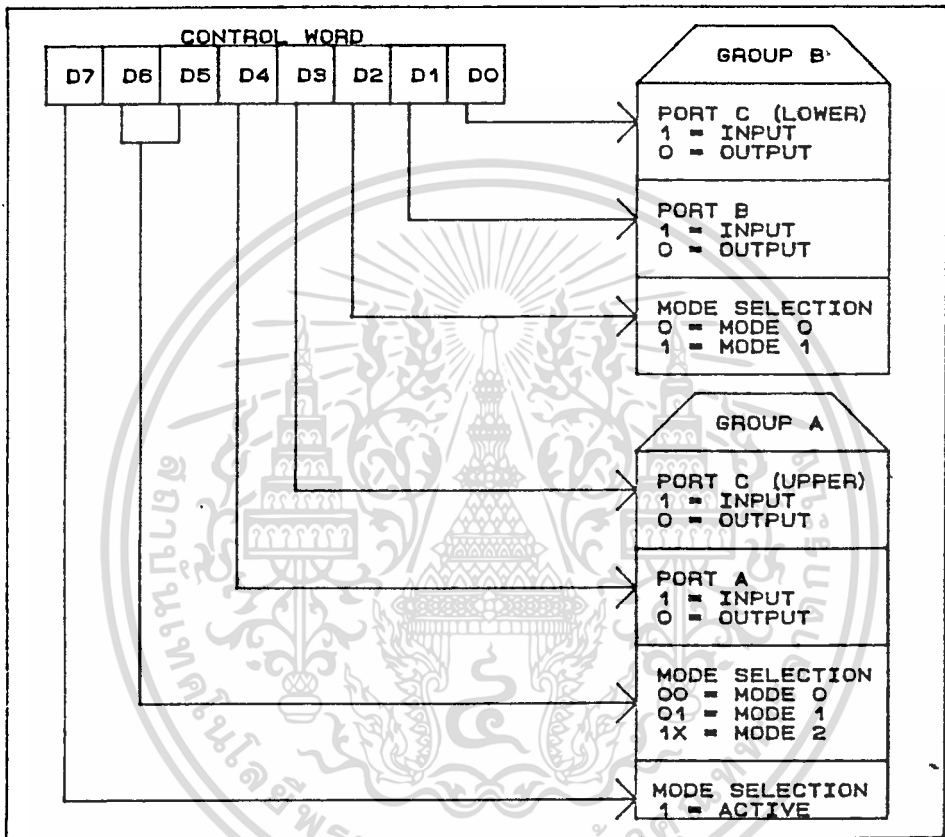 CONTROL WORD
D7 D6 D5 D4 D3 D2 D1 D0
GROUP B
PORT C (LOWER)
1 = INPUT
0 = OUTPUT
PORT B
1 = INPUT
0 = OUTPUT
MODE SELECTION
0 = MODE 0
1 = MODE 1
GROUP A
PORT C (UPPER)
1 = INPUT
0 = OUTPUT
PORT A
1 = INPUT
0 = OUTPUT
MODE SELECTION
00 = MODE 0
01 = MODE 1
1X = MODE 2
MODE SELECTION
1 = ACTIVE